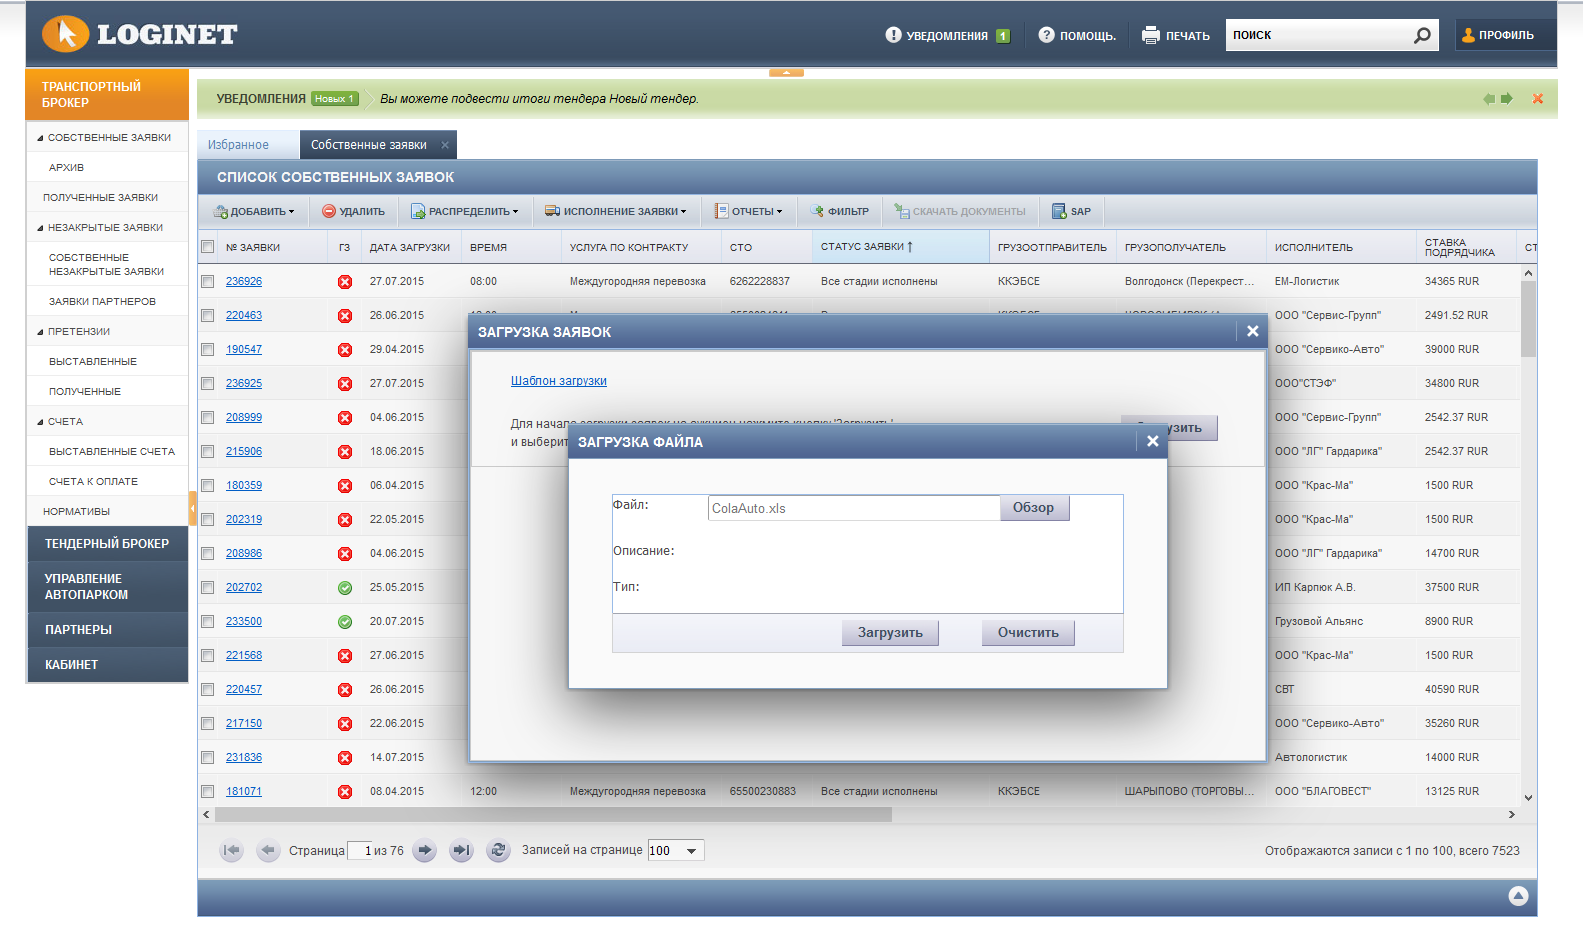 LOGINET
УВЕДОМЛЕНИЯ 1
ПОМОЩЬ.
ПЕЧАТЬ
ПОИСК
ПРОФИЛЬ
ТРАНСПОРТНЫЙ
БРОКЕР
СОБСТВЕННЫЕ ЗАЯВКИ
АРХИВ
ПОЛУЧЕННЫЕ ЗАЯВКИ
НЕЗАКРЫТЫЕ ЗАЯВКИ
СОБСТВЕННЫЕ
НЕЗАКРЫТЫЕ ЗАЯВКИ
ЗАЯВКИ ПАРТНЕРОВ
ПРЕТЕНЗИИ
ВЫСТАВЛЕННЫЕ
ПОЛУЧЕННЫЕ
СЧЕТА
ВЫСТАВЛЕННЫЕ СЧЕТА
СЧЕТА К ОПЛАТЕ
НОРМАТИВЫ
ТЕНДЕРНЫЙ БРОКЕР
УПРАВЛЕНИЕ
АВТОПАРКОМ
ПАРТНЕРЫ
КАБИНЕТ
УВЕДОМЛЕНИЯ Новых 1 Вы можете подвести итоги тендера Новый тендер.
Избранное Собственные заявки
СПИСОК СОБСТВЕННЫХ ЗАЯВОК
ДОБАВИТЬ УДАЛИТЬ РАСПРЕДЕЛИТЬ ИСПОЛНЕНИЕ ЗАЯВКИ ОТЧЕТЫ ФИЛЬТР СКАЧАТЬ ДОКУМЕНТЫ SAP
№ ЗАЯВКИ ГЗ ДАТА ЗАГРУЗКИ ВРЕМЯ УСЛУГА ПО КОНТРАКТУ СТО СТАТУС ЗАЯВКИ ↑ ГРУЗООТПРАВИТЕЛЬ ГРУЗОПОЛУЧАТЕЛЬ ИСПОЛНИТЕЛЬ СТАВКА ПОДРЯДЧИКА СТ
236926 27.07.2015 08:00 Междугородняя перевозка 6262228837 Все стадии исполнены ККЭБСЕ Волгодонск (Перекрест... ЕМ-Логистик 34365 RUR
220463 26.06.2015 ООО "Сервис-Групп" 2491.52 RUR
190547 29.04.2015 ООО "Сервико-Авто" 39000 RUR
236925 27.07.2015 ООО"СТЭФ" 34800 RUR
208999 04.06.2015 ООО "Сервис-Групп" 2542.37 RUR
215906 18.06.2015 ООО "ЛГ" Гардарика" 2542.37 RUR
180359 06.04.2015 ООО "Крас-Ма" 1500 RUR
202319 22.05.2015 ООО "Крас-Ма" 1500 RUR
208986 04.06.2015 ООО "ЛГ" Гардарика" 14700 RUR
202702 25.05.2015 ИП Карпюк А.В. 37500 RUR
233500 20.07.2015 Грузовой Альянс 8900 RUR
221568 27.06.2015 ООО "Крас-Ма" 1500 RUR
220457 26.06.2015 СВТ 40590 RUR
217150 22.06.2015 ООО "Сервико-Авто" 35260 RUR
231836 14.07.2015 Автологистик 14000 RUR
181071 08.04.2015 12:00 Междугородняя перевозка 65500230883 Все стадии исполнены ККЭБСЕ ШАРЫПОВО (ТОРГОВЫ... ООО "БЛАГОВЕСТ" 13125 RUR
ЗАГРУЗКА ЗАЯВОК
Шаблон загрузки
Для начала загрузки заявок на аукцион нажмите кнопку 'Загрузить'
и выберит
узить
ЗАГРУЗКА ФАЙЛА
Файл: ColaAuto.xls Обзор
Описание:
Тип:
Загрузить Очистить
Страница 1 из 76 Записей на странице 100
Отображаются записи с 1 по 100, всего 7523